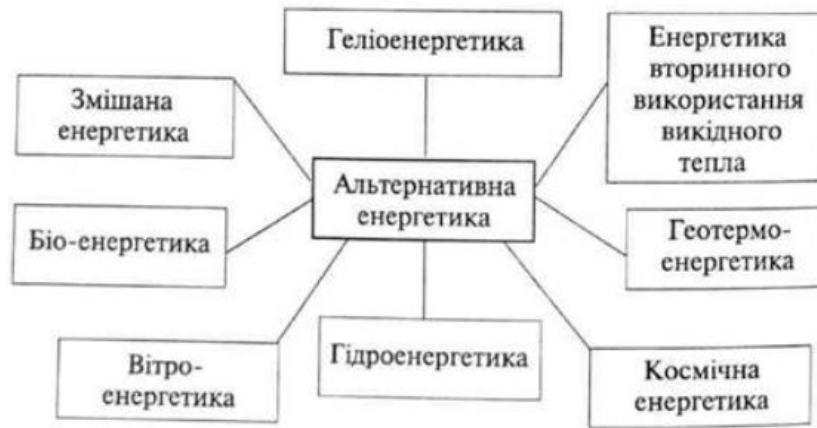 Геліоенергетика
Енергетика
вторинного
використання
викідного
тепла
Змішана
енергетика
Альтернативна
енергетика
Біо-енергетика
Геотермо-
енергетика
Вітро-
енергетика
Гідроенергетика
Космічна
енергетика